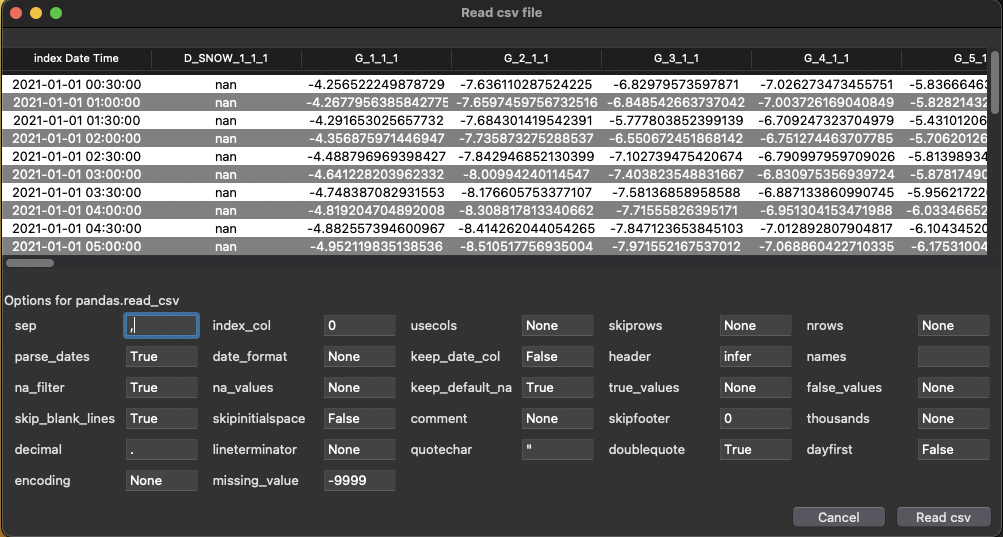 Read csv file
index Date Time D_SNOW_1_1_1 G_1_1_1 G_2_1_1 G_3_1_1 G_4_1_1 G_5_1
2021-01-01 00:30:00 nan -4.256522249878729 -7.636110287524225 -6.82979573597871 -7.026273473455751 -5.83666463
2021-01-01 01:00:00 nan -4.2677956385842775 -7.6597459756732516 -6.848542663737042 -7.003726169040849 -5.82821432
2021-01-01 01:30:00 nan -4.291653025657732 -7.684301419542391 -5.777803852399139 -6.709247323704979 -5.43101206
2021-01-01 02:00:00 nan -4.356875971446947 -7.735873275288537 -6.550672451868142 -6.751274463707785 -5.70620126
2021-01-01 02:30:00 nan -4.488796969398427 -7.842946852130399 -7.102739475420674 -6.790997959709026 -5.81398934
2021-01-01 03:00:00 nan -4.641228203962332 -8.00994240114547 -7.403823548831667 -6.830975356939724 -5.87817490
2021-01-01 03:30:00 nan -4.748387082931553 -8.176605753377107 -7.581368589588588 -6.887133860990745 -5.95621722
2021-01-01 04:00:00 nan -4.819204704892008 -8.308817813340662 -7.71555826395171 -6.951304153471988 -6.03346652
2021-01-01 04:30:00 nan -4.882557394600967 -8.414262044054265 -7.847123653845103 -7.012892807904817 -6.10434520
2021-01-01 05:00:00 nan -4.952119835138536 -8.510517756935004 -7.971552167537012 -7.068860422710335 -6.17531004
Options for pandas.read_csv
sep , index_col 0 usecols None skiprows None nrows None
parse_dates True date_format None keep_date_col False header infer names
na_filter True na_values None keep_default_na True true_values None false_values None
skip_blank_lines True skipinitialspace False comment None skipfooter 0 thousands None
decimal . lineterminator None quotechar " doublequote True dayfirst False
encoding None missing_value -9999
Cancel Read csv